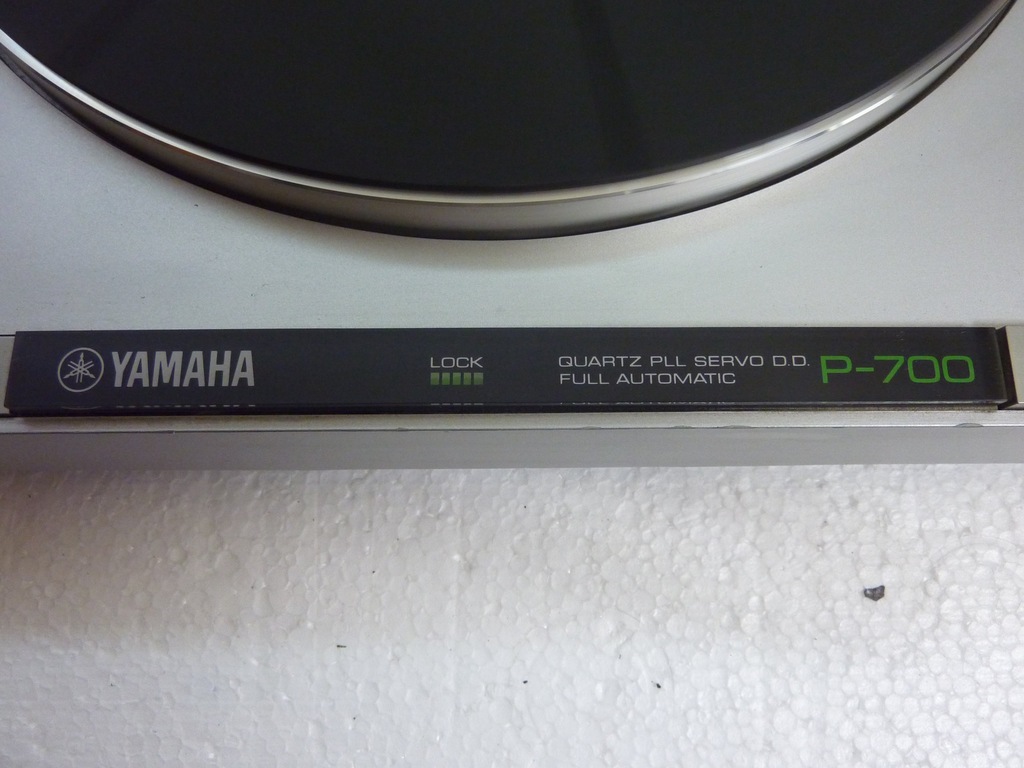 YAMAHA
LOCK
QUARTZ PLL SERVO D.D.
FULL AUTOMATIC
P-700